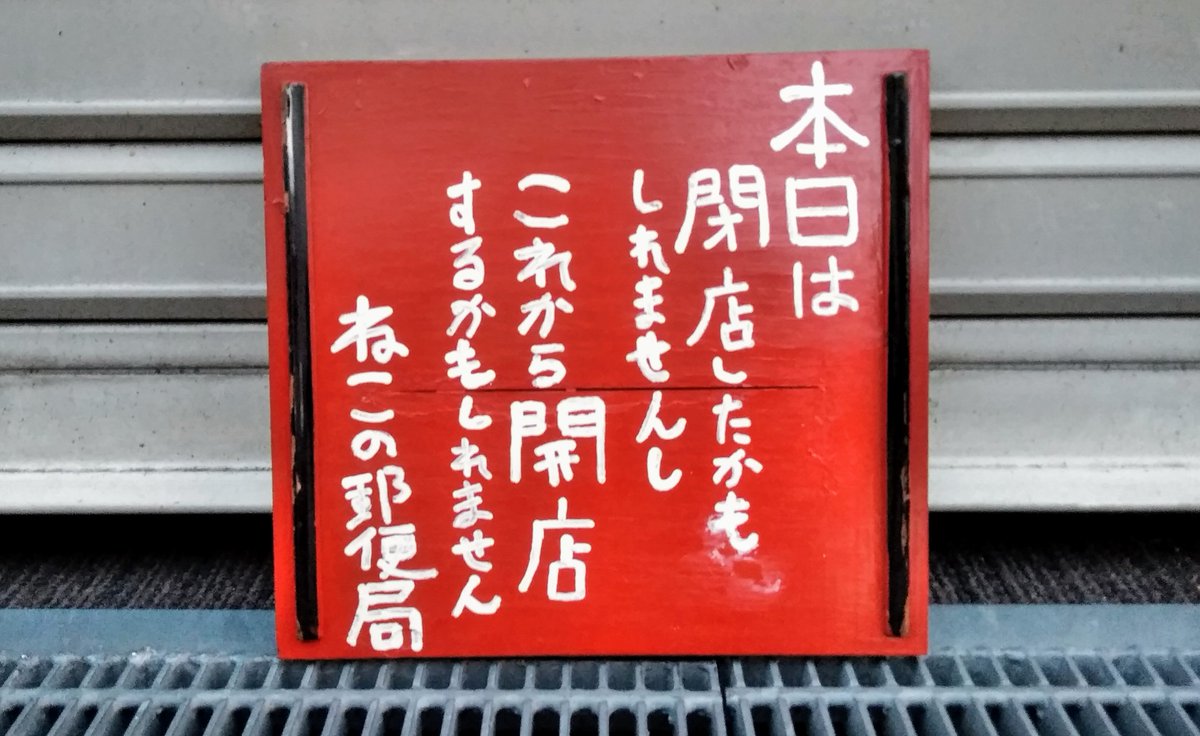 本日は
閉店したかも
しれませんし
これから開店
するかもしれません
ねこの郵便局